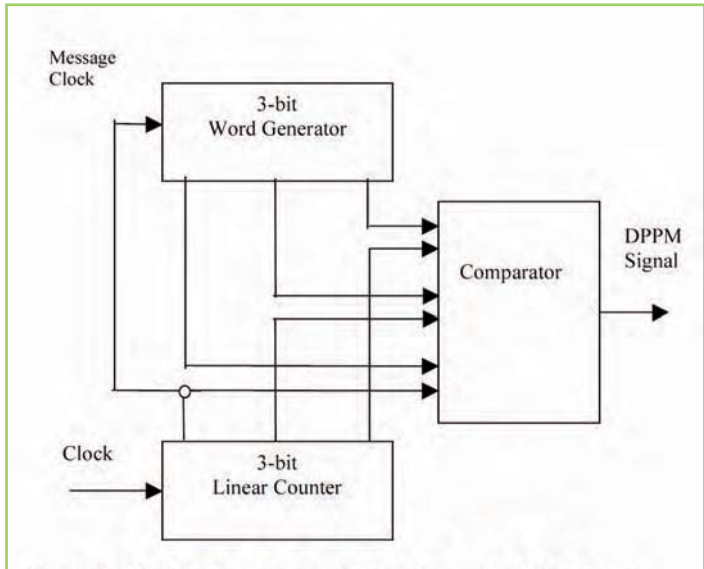 Message
Clock
3-bit
Word Generator
DPPM
Signal
Comparator
Clock
3-bit
Linear Counter